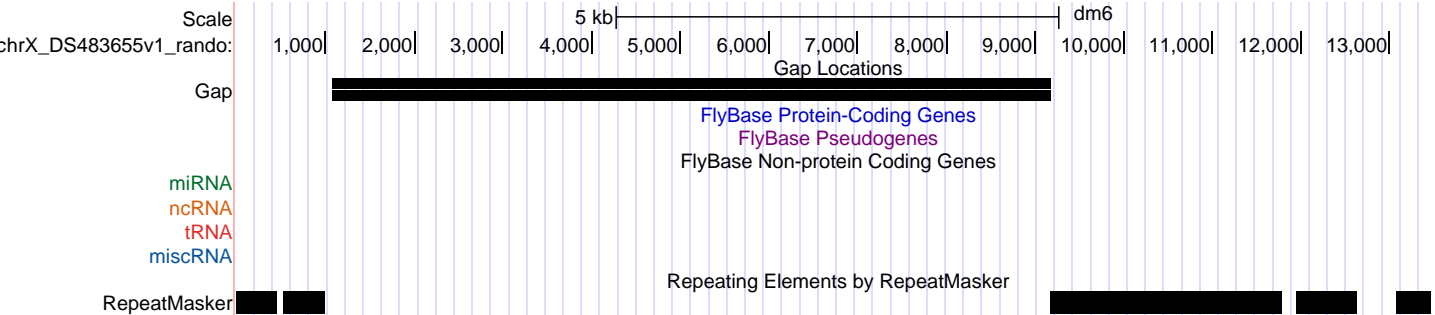 Scale 5 kb dm6
chrX_DS483655v1_rando: 1,000 2,000 3,000 4,000 5,000 6,000 7,000 8,000 9,000 10,000 11,000 12,000 13,000
Gap Locations
Gap
FlyBase Protein-Coding Genes
FlyBase Pseudogenes
FlyBase Non-protein Coding Genes
miRNA
ncRNA
tRNA
miscRNA
Repeating Elements by RepeatMasker
RepeatMasker